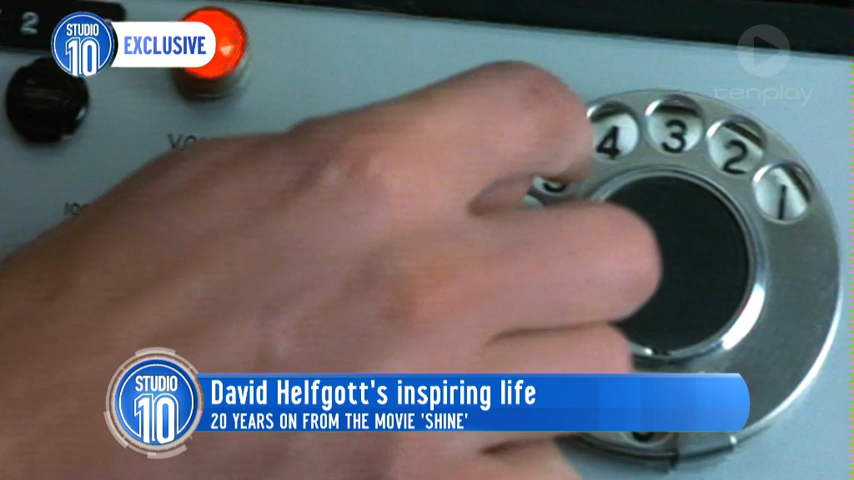 2
STUDIO
10
EXCLUSIVE
tenplay
4
3
2
1
STUDIO
10
David Helfgott's inspiring life
20 YEARS ON FROM THE MOVIE 'SHINE'